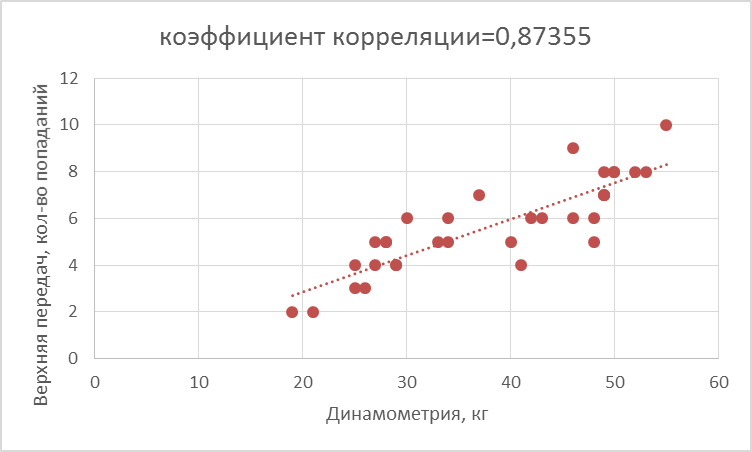 коэффициент корреляции=0,87355
Верхняя передач, кол-во попаданий
12
10
8
6
4
2
0
0 10 20 30 40 50 60
Динамометрия, кг